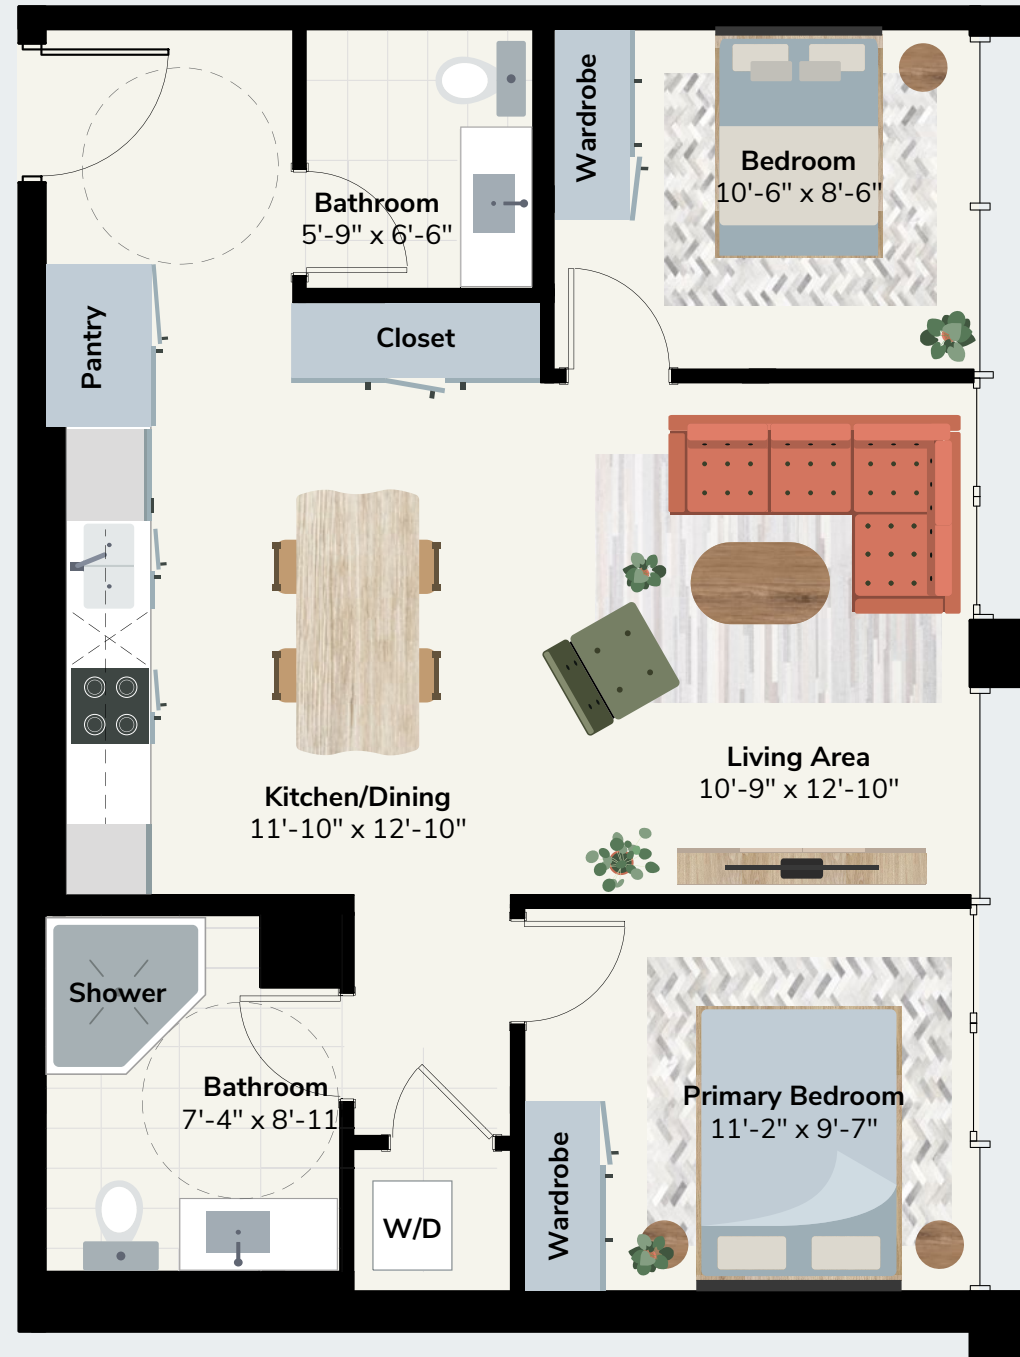 Wardrobe
Bedroom
10'-6" x 8'-6"
Bathroom
5'-9" x 6'-6"
Pantry
Closet
Living Area
10'-9" x 12'-10"
Kitchen/Dining
11'-10" x 12'-10"
Shower
Bathroom
7'-4" x 8'-11
Primary Bedroom
11'-2" x 9'-7"
Wardrobe
W/D